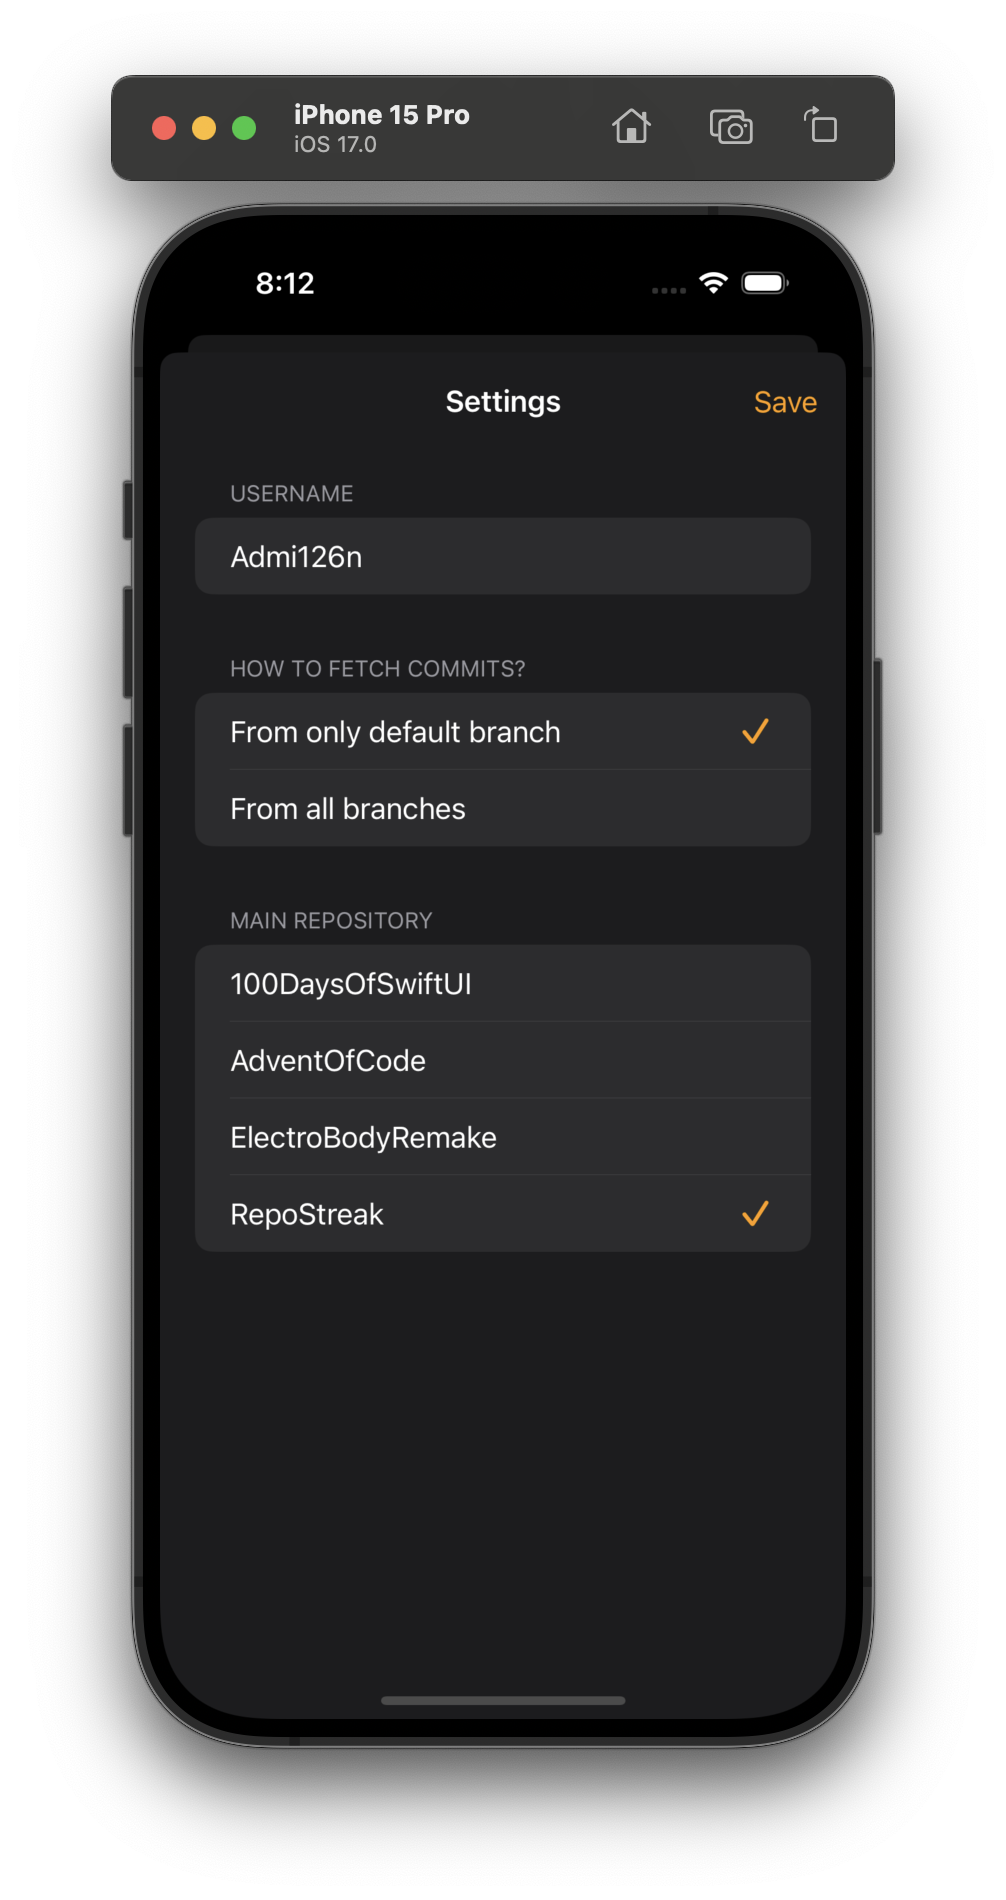 iPhone 15 Pro
iOS 17.0
8:12
Settings
Save
USERNAME
Admi126n
HOW TO FETCH COMMITS?
From only default branch
From all branches
MAIN REPOSITORY
100DaysOfSwiftUI
AdventOfCode
ElectroBodyRemake
RepoStreak